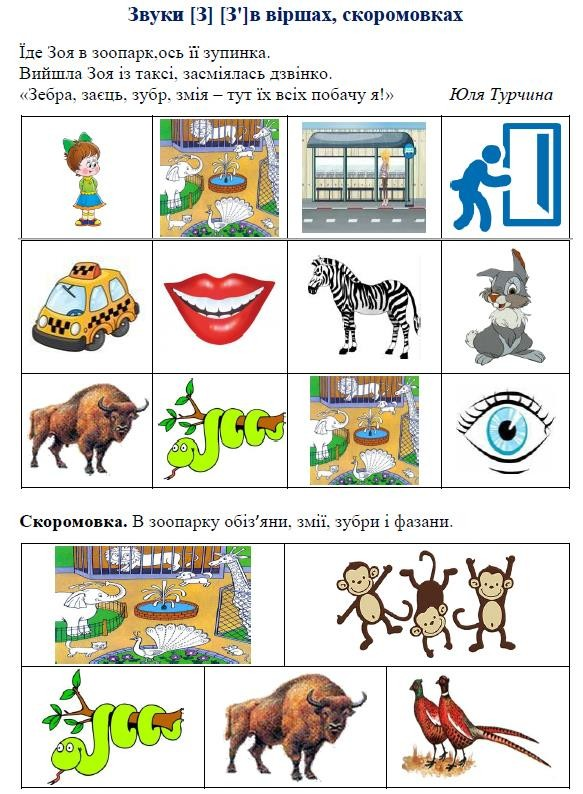 Звуки [З] [З']в віршах, скоромовках
Їде Зоя в зоопарк,ось її зупинка.
Вийшла Зоя із таксі, засміялась дзвінко.
«Зебра, заєць, зубр, змія – тут їх всіх побачу я!» Юля Турчина
Скоромовка. В зоопарку обіз′яни, змії, зубри і фазани.